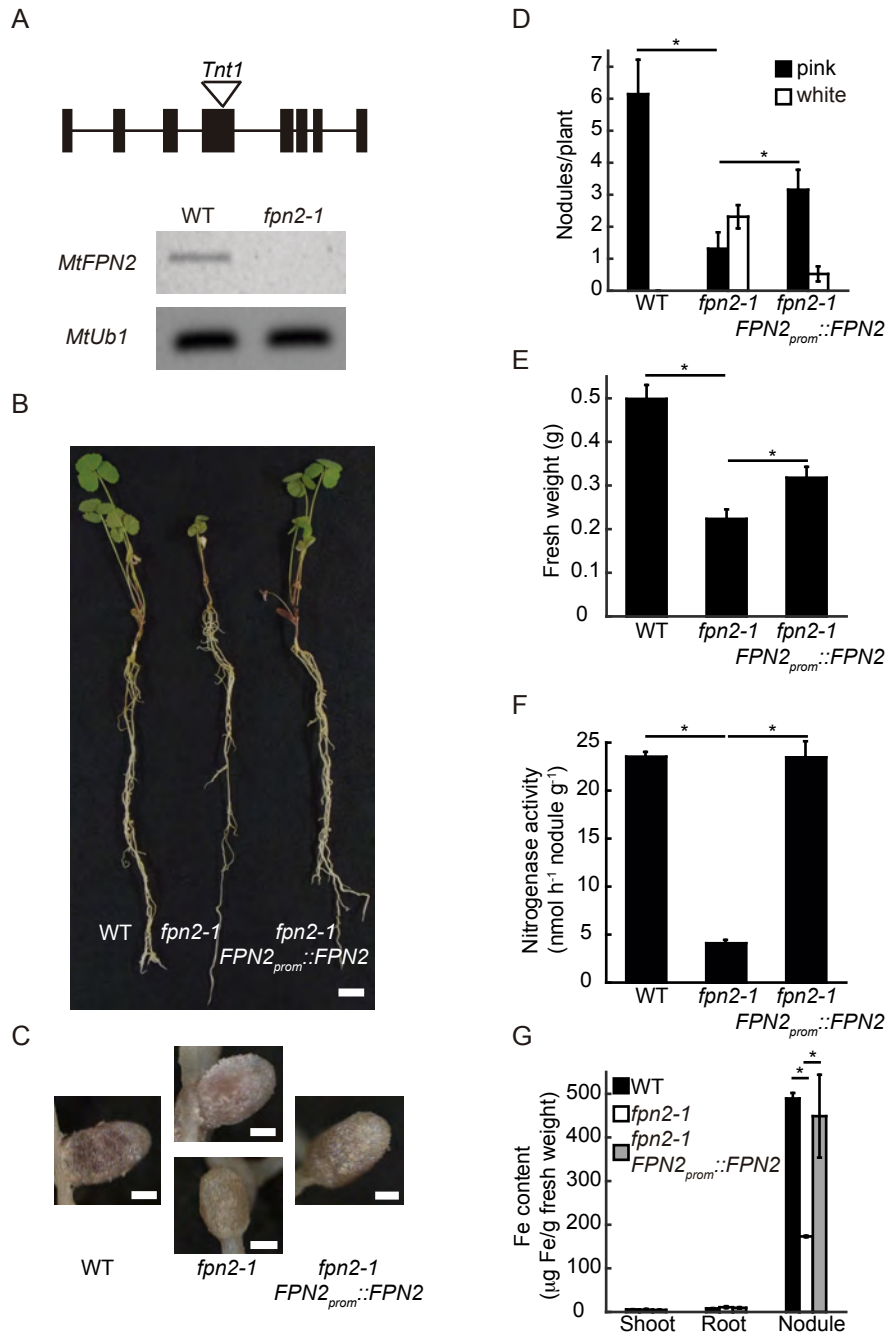 A
Tnt1
WT fpn2-1
MtFPN2
MtUb1
B
WT fpn2-1 fpn2-1
FPN2prom::FPN2
C
WT fpn2-1 fpn2-1
FPN2prom::FPN2
D
Nodules/plant
7
6
5
4
3
2
1
0
pink
white
*
*
WT fpn2-1 fpn2-1
FPN2prom::FPN2
E
Fresh weight (g)
0.5
0.4
0.3
0.2
0.1
0
*
*
WT fpn2-1 fpn2-1
FPN2prom::FPN2
F
Nitrogenase activity
(nmol h-1 nodule g-1)
25
20
15
10
5
0
* *
WT fpn2-1 fpn2-1
FPN2prom::FPN2
G
Fe content
(µg Fe/g fresh weight)
500
400
300
200
100
0
WT
fpn2-1
fpn2-1
FPN2prom::FPN2
*
*
Shoot Root Nodule